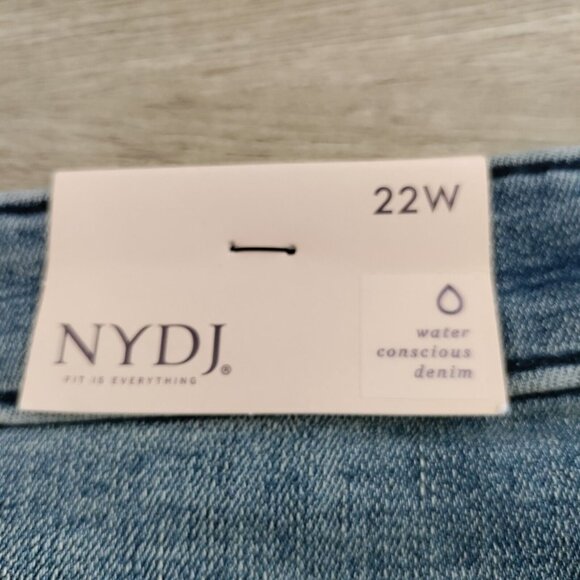 22W
NYDJ®
FIT IS EVERYTHING
water
conscious
denim